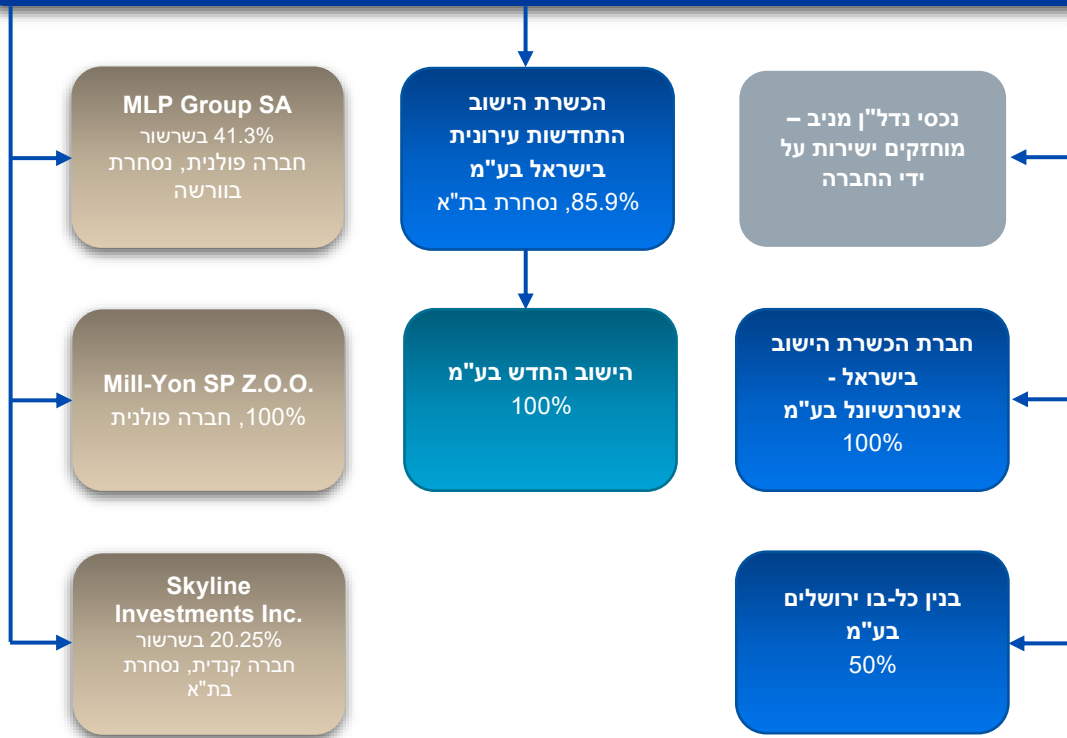 נכסי נדל"ן מניב –
מוחזקים ישירות על
ידי החברה
הכשרת הישוב
התחדשות עירונית
בישראל בע"מ
85.9%, נסחרת בת"א
MLP Group SA
41.3% בשרשור
חברה פולנית, נסחרת
בוורשה
חברת הכשרת הישוב
בישראל -
אינטרנשיונל בע"מ
100%
הישוב החדש בע"מ
100%
Mill-Yon SP Z.O.O.
100%, חברה פולנית
בנין כל-בו ירושלים
בע"מ
50%
Skyline
Investments Inc.
20.25% בשרשור
חברה קנדית, נסחרת
בת"א